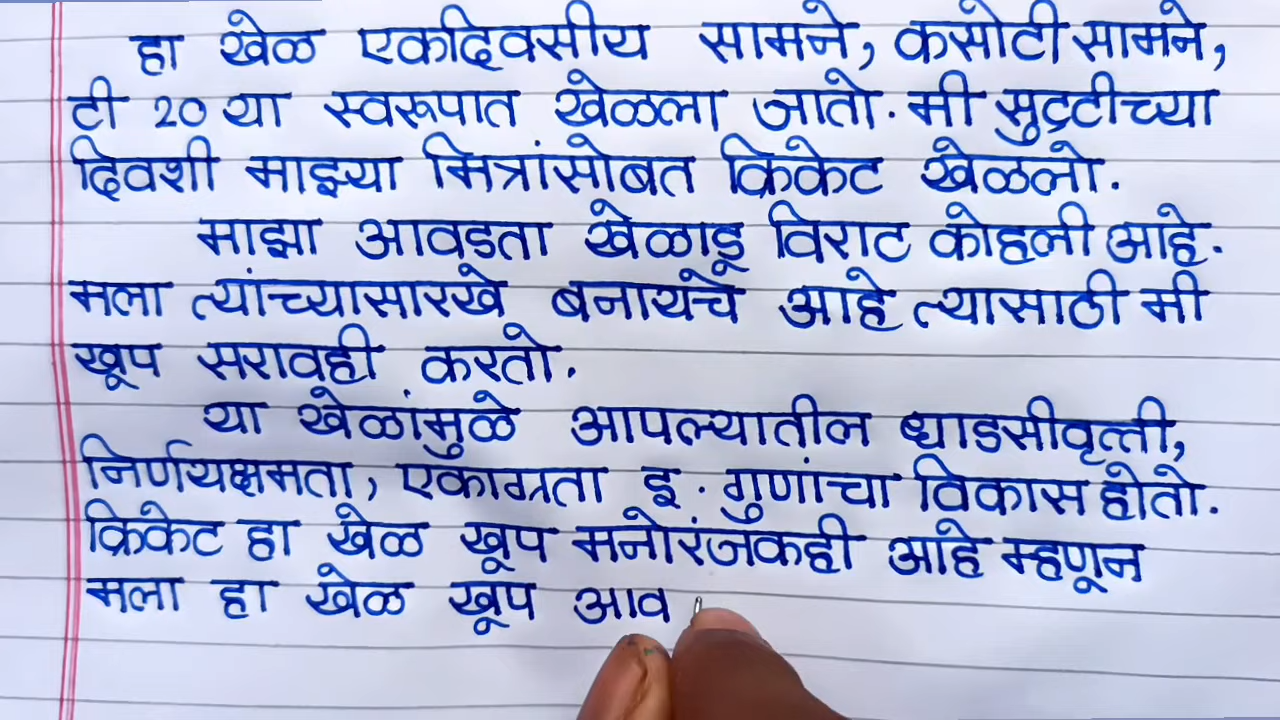 हा खेळ एकदिवसीय सामने, कसोटी सामने,
टी 20 या स्वरूपात खेळला जातो. मी सुट्टीच्या
दिवशी माझ्या मित्रांसोबत क्रिकेट खेळलो.
माझा आवडता खेळाडू विराट कोहली आहे.
मला त्यांच्यासारखे बनायचे आहे त्यासाठी मी
खूप सरावही करतो.
या खेळांमुळे आपल्यातील धाडसीवृत्ती,
निर्णयक्षमता, एकाग्रता इ. गुणांचा विकास होतो.
क्रिकेट हा खेळ खूप मनोरंजकही आहे म्हणून
मला हा खेळ खूप आव